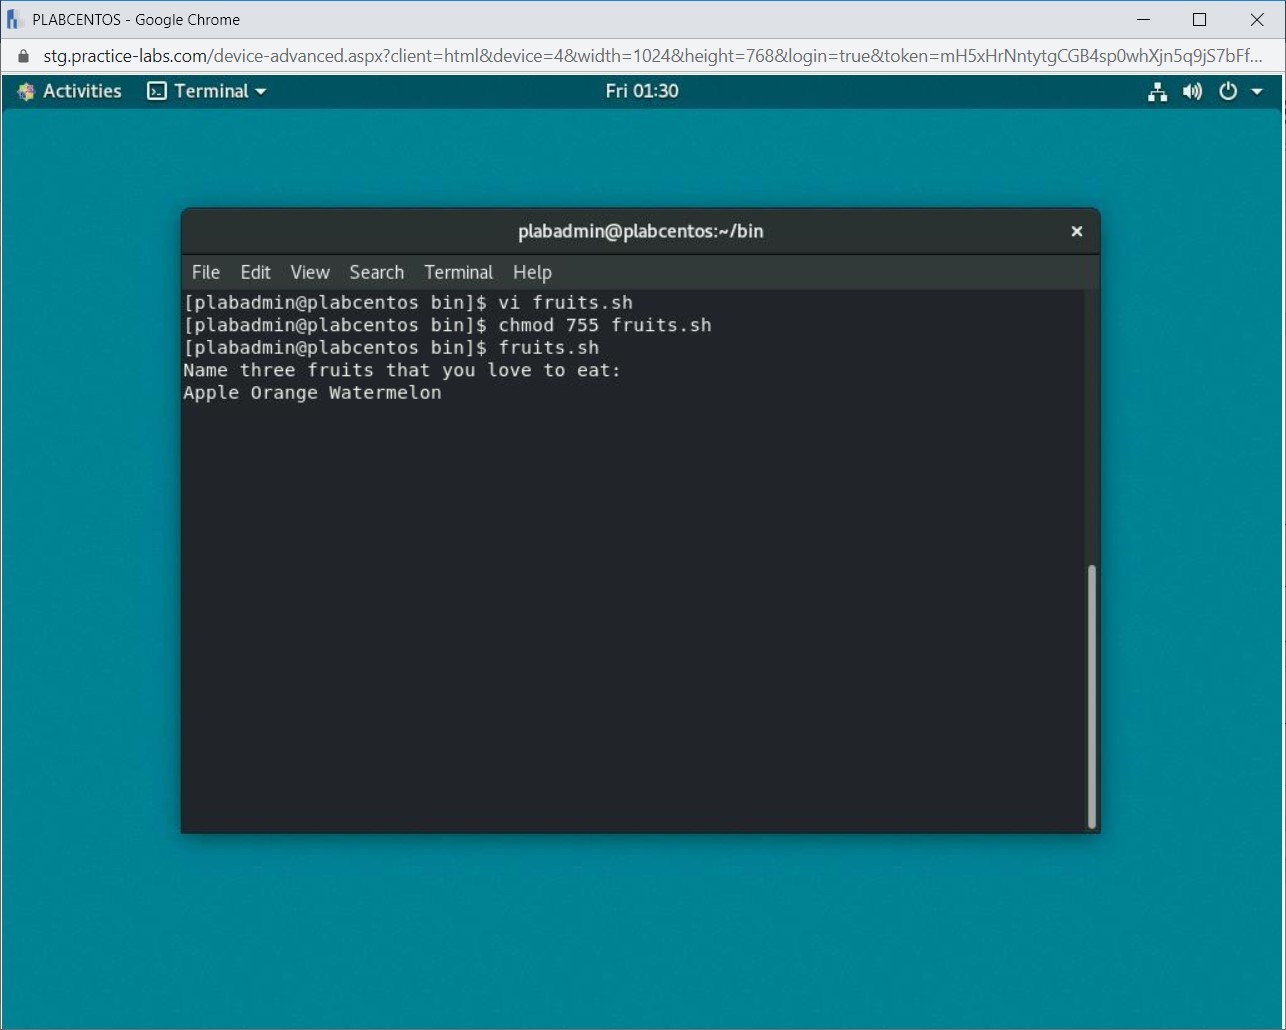 PLABCENTOS - Google Chrome
stg.practice-labs.com/device-advanced.aspx?client=html&device=4&width=1024&height=768&login=true&token=mH5xHrNntytgCGB4sp0whXjn5q9jS7bFf...
Activities Terminal Fri 01:30
plabadmin@plabcentos:~/bin
File Edit View Search Terminal Help
[plabadmin@plabcentos bin]$ vi fruits.sh
[plabadmin@plabcentos bin]$ chmod 755 fruits.sh
[plabadmin@plabcentos bin]$ fruits.sh
Name three fruits that you love to eat:
Apple Orange Watermelon